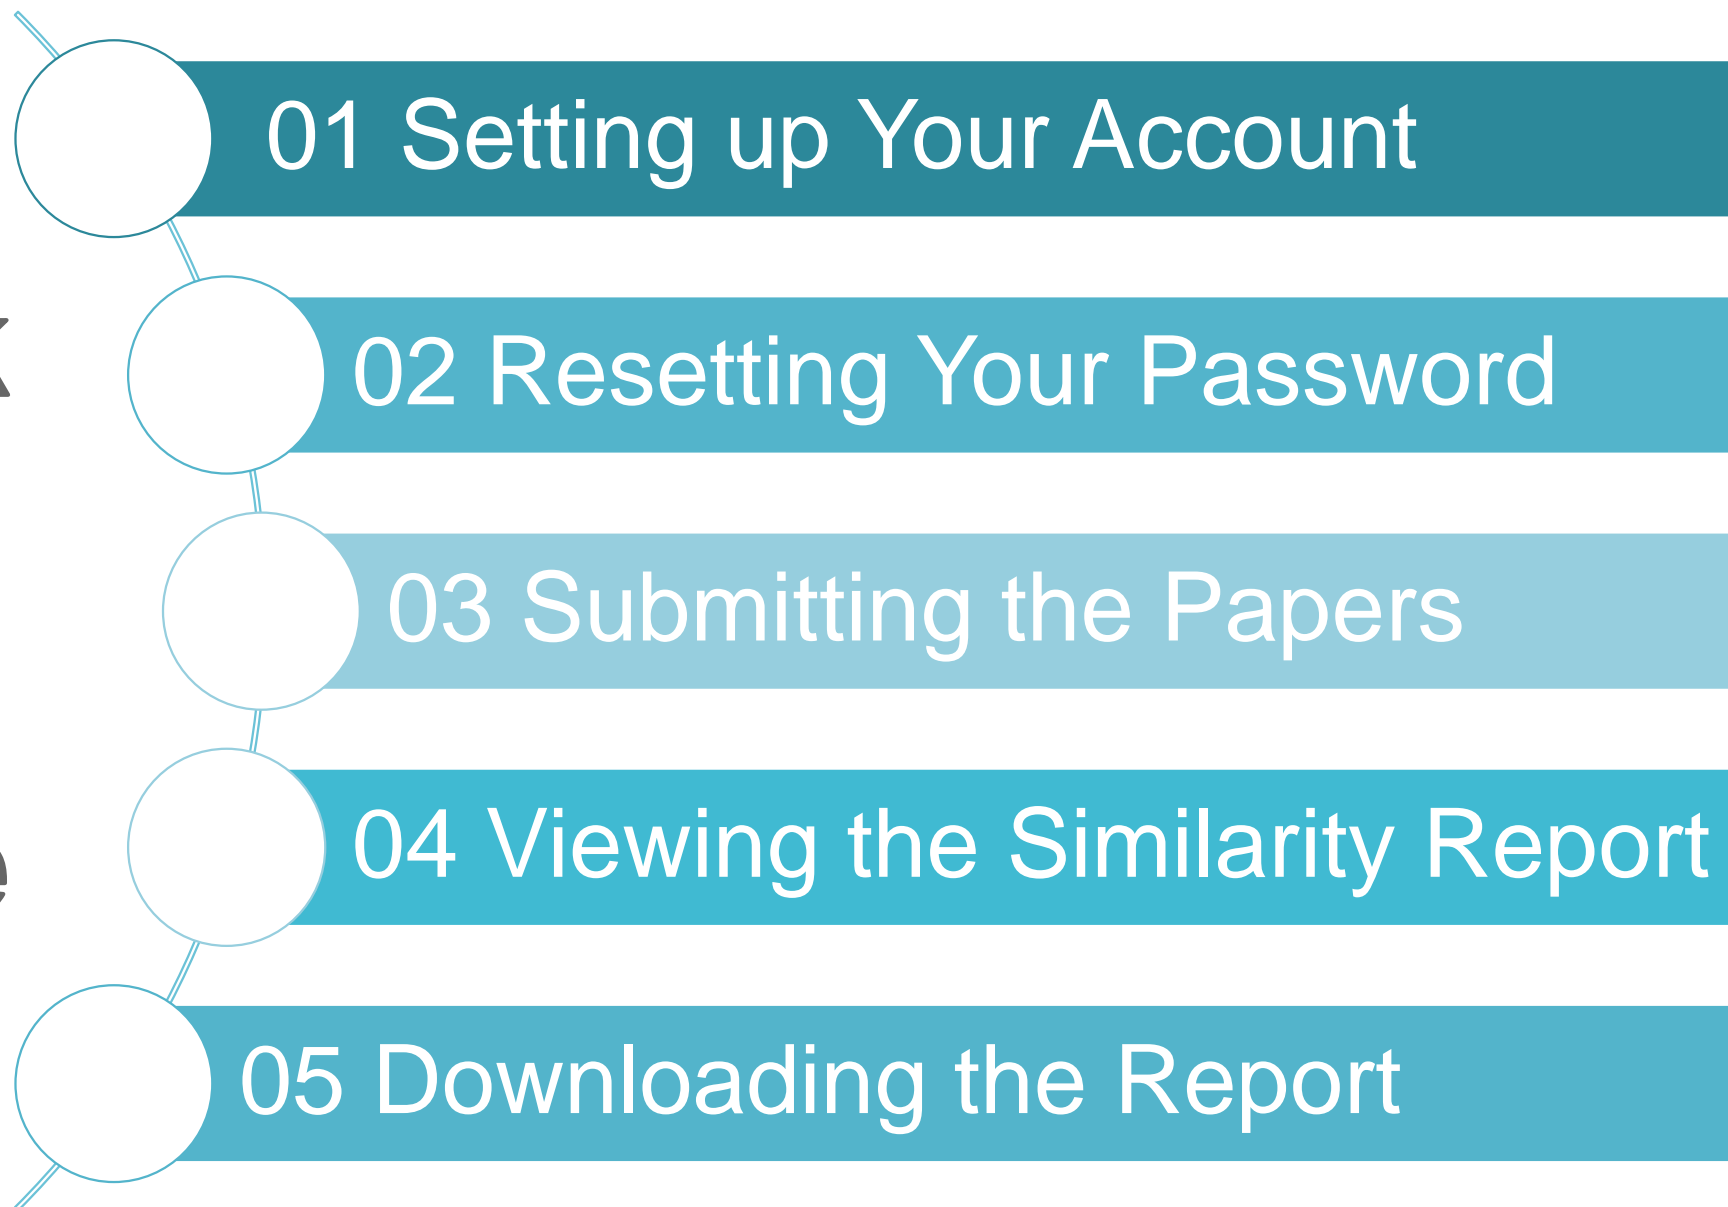 01 Setting up Your Account
02 Resetting Your Password
03 Submitting the Papers
04 Viewing the Similarity Report
05 Downloading the Report